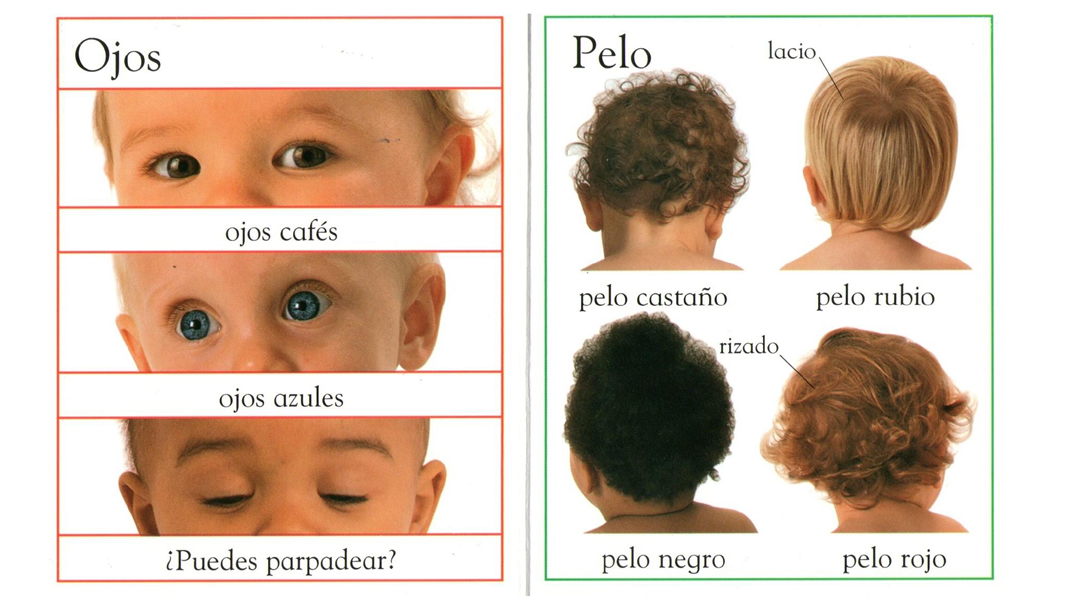 Ojos
ojos cafés
ojos azules
¿Puedes parpadear?
Pelo
lacio
pelo castaño
pelo rubio
rizado
pelo negro
pelo rojo